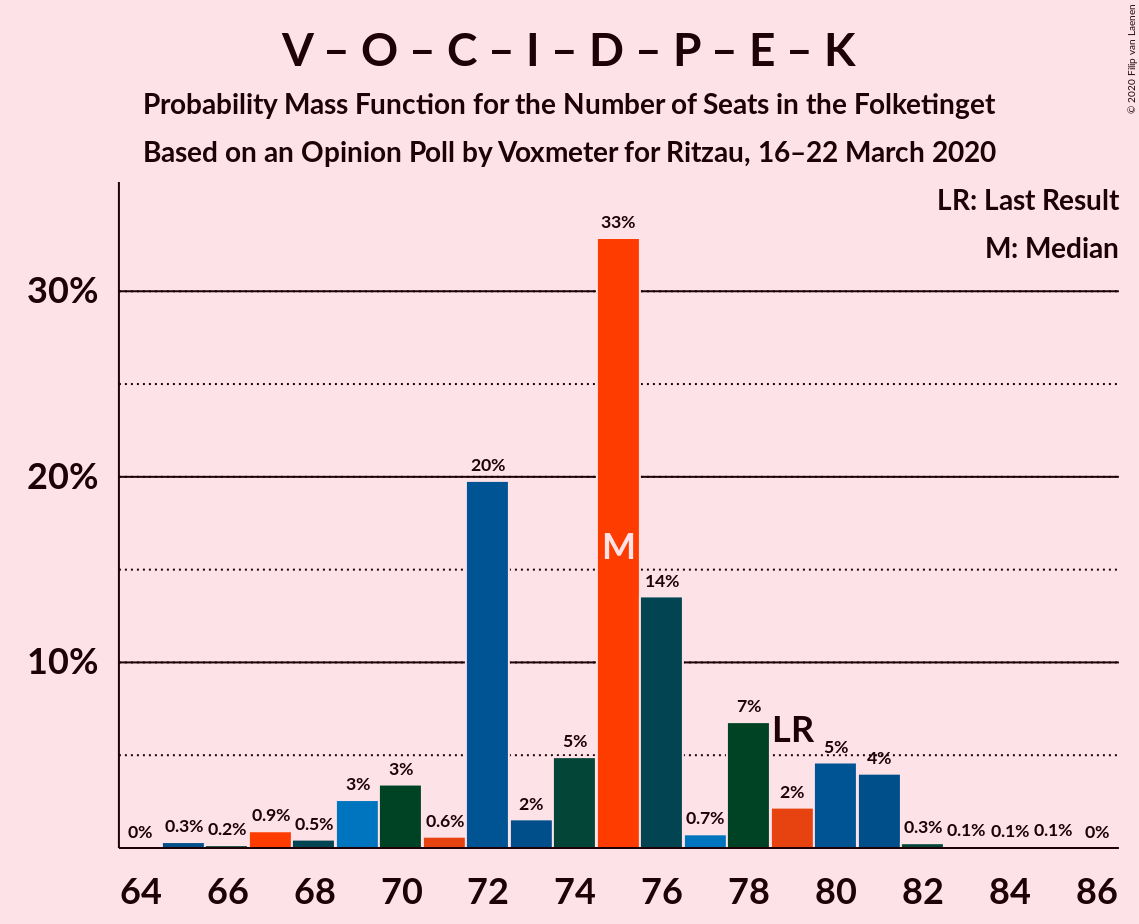 V – O – C – I – D – P – E – K
Probability Mass Function for the Number of Seats in the Folketinget
Based on an Opinion Poll by Voxmeter for Ritzau, 16–22 March 2020
© 2020 Filip van Laenen
LR: Last Result
M: Median
30%
20%
10%
0%
0.3%
0.2%
0.9%
0.5%
3%
3%
0.6%
20%
2%
5%
33%
M
14%
0.7%
7%
LR
2%
5%
4%
0.3%
0.1%
0.1%
0.1%
0%
64 66 68 70 72 74 76 78 80 82 84 86